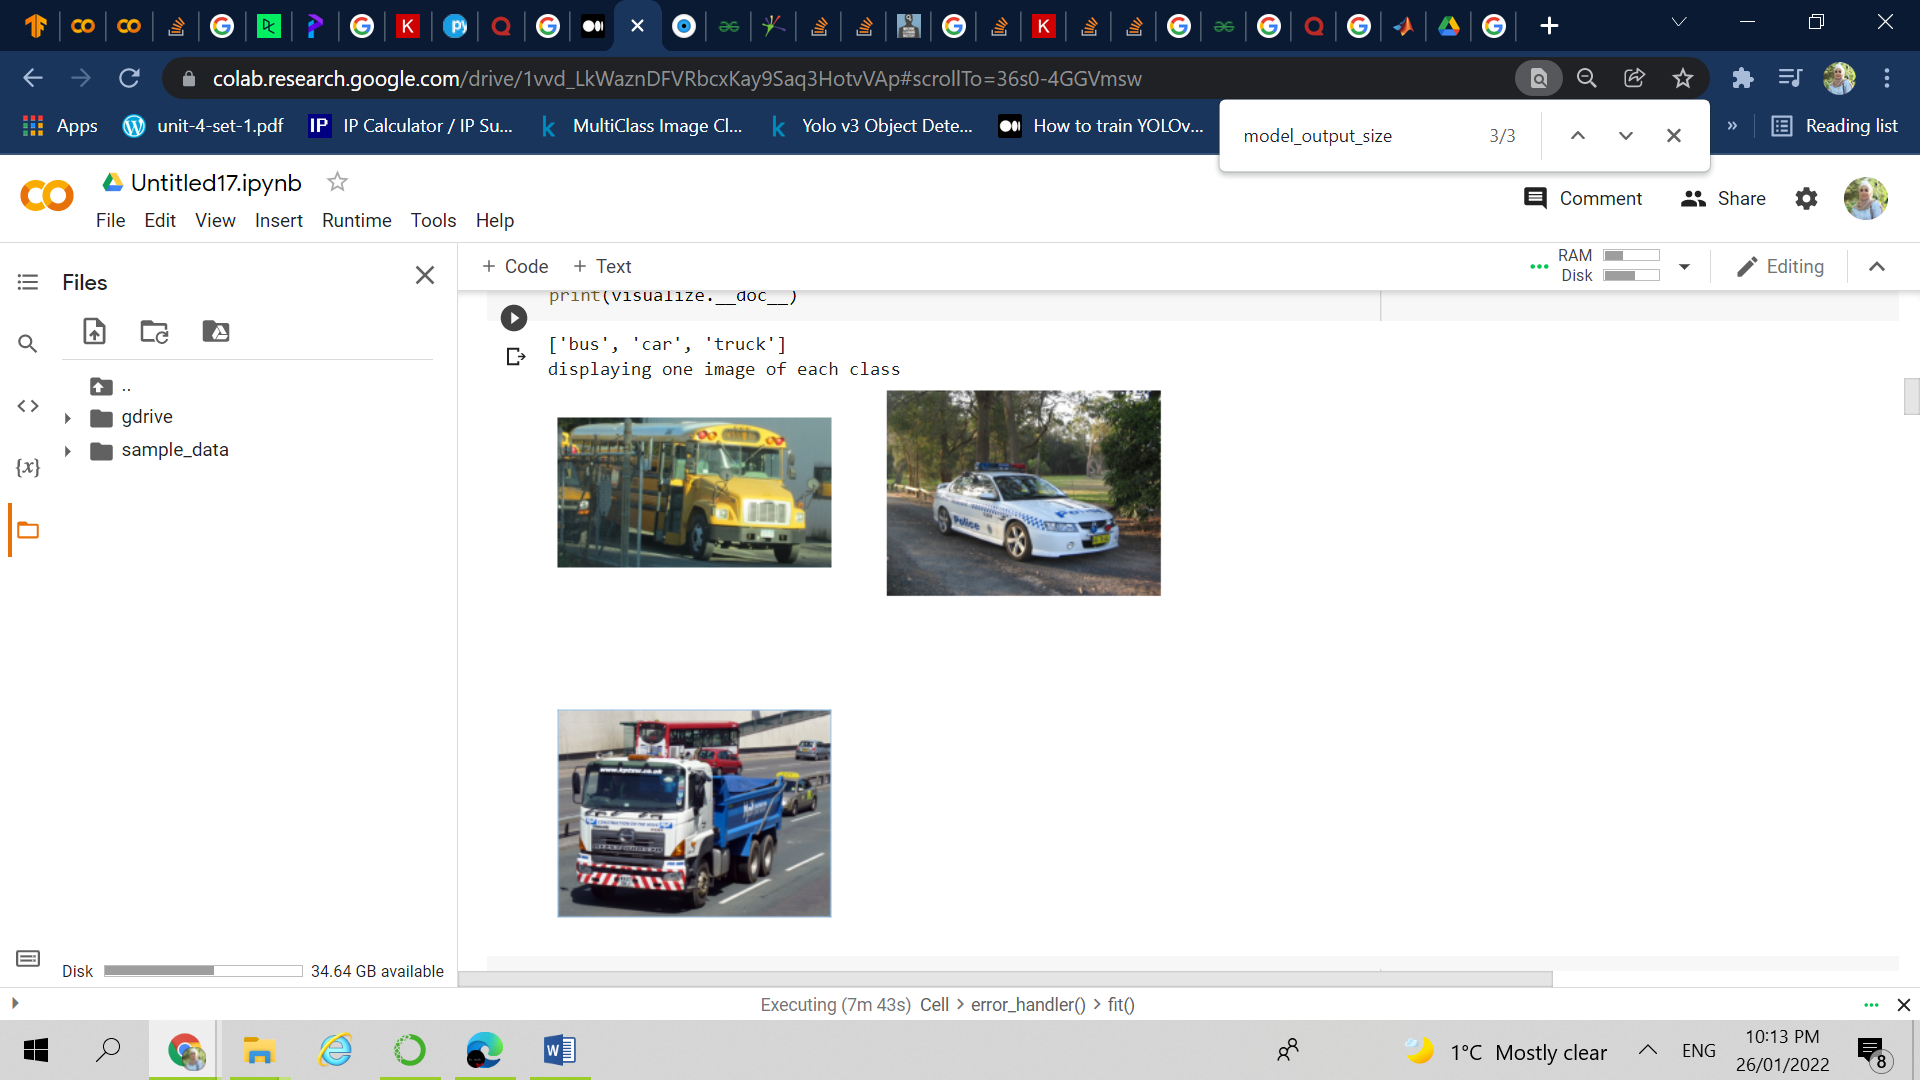 colab.research.google.com/drive/1vvd_LkWaznDFVRbcxKay9Saq3HotvVAp#scrollTo=36s0-4GGVmsw
Apps
unit-4-set-1.pdf
IP Calculator / IP Su...
MultiClass Image Cl...
Yolo v3 Object Dete...
How to train YOLOv...
»
Reading list
model_output_size 3/3
Untitled17.ipynb
File Edit View Insert Runtime Tools Help
Comment
Share
Files
+ Code + Text
RAM
Disk
Editing
print(visualize.__doc__)
['bus', 'car', 'truck']
displaying one image of each class
..
gdrive
sample_data
{x}
Police
Disk 34.64 GB available
Executing (7m 43s) Cell > error_handler() > fit()
1°C Mostly clear
ENG
10:13 PM
26/01/2022
8